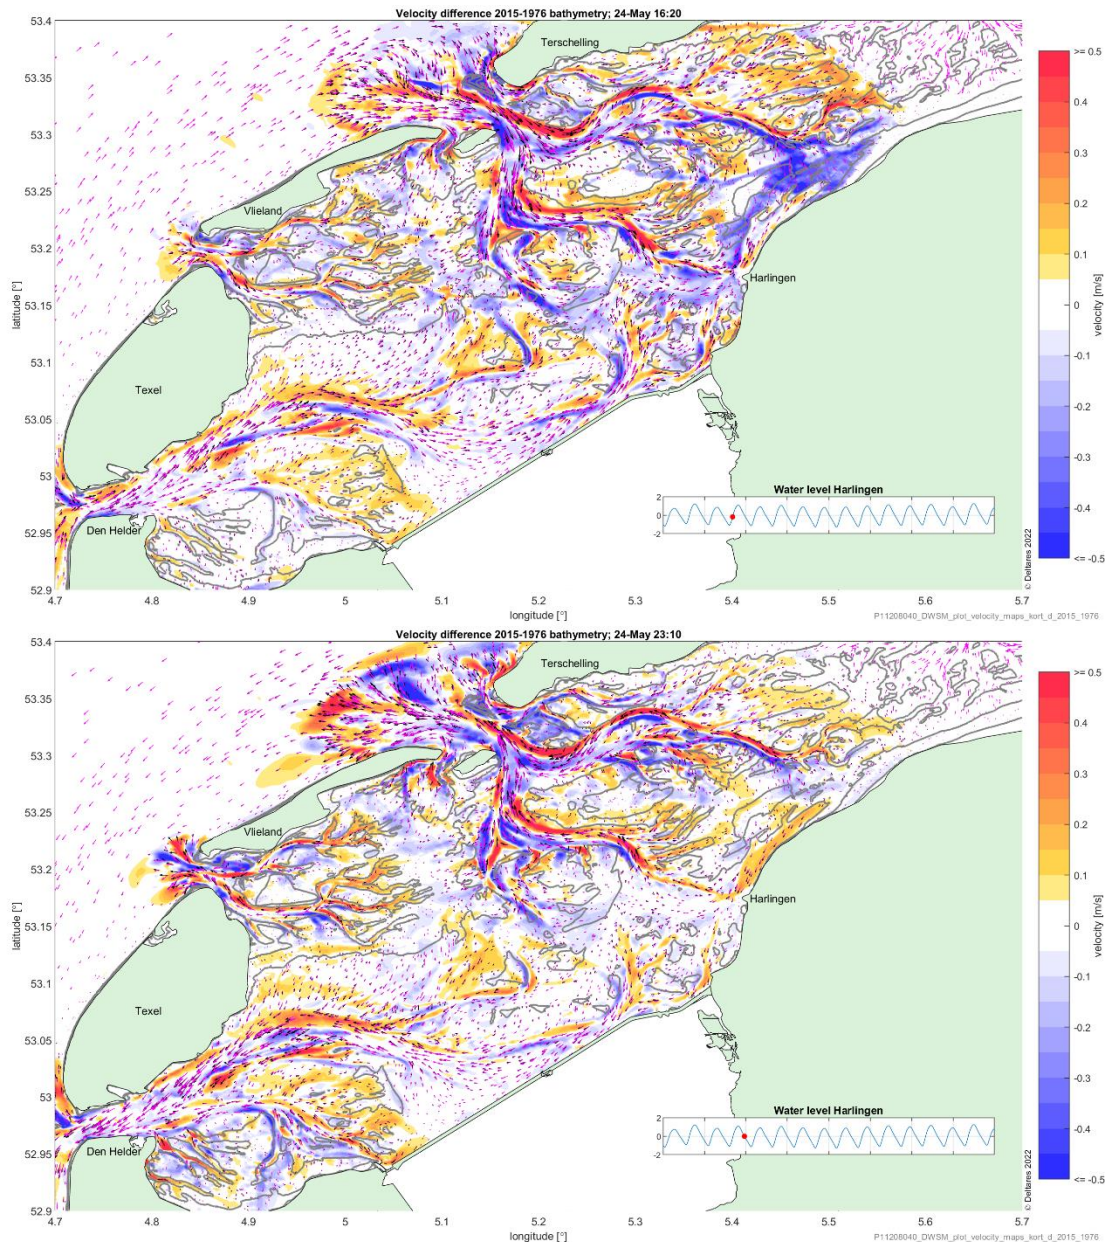 Velocity difference 2015-1976 bathymetry; 24-May 16:20
53.4
53.35
53.3
53.25
53.2
53.15
53.1
53.05
53
52.95
52.9
latitude [°]
Terschelling
Vlieland
Harlingen
Texel
Den Helder
Water level Harlingen
2
0
-2
4.7 4.8 4.9 5 5.1 5.2 5.3 5.4 5.5 5.6 5.7
longitude [°]
>= 0.5
0.4
0.3
0.2
0.1
0
-0.1
-0.2
-0.3
-0.4
<= -0.5
velocity [m/s]
© Deltares 2022
P11208040_DWSM_plot_velocity_maps_kort_d_2015_1976
Velocity difference 2015-1976 bathymetry; 24-May 23:10
53.4
53.35
53.3
53.25
53.2
53.15
53.1
53.05
53
52.95
52.9
latitude [°]
Terschelling
Vlieland
Harlingen
Texel
Den Helder
Water level Harlingen
2
0
-2
4.7 4.8 4.9 5 5.1 5.2 5.3 5.4 5.5 5.6 5.7
longitude [°]
>= 0.5
0.4
0.3
0.2
0.1
0
-0.1
-0.2
-0.3
-0.4
<= -0.5
velocity [m/s]
© Deltares 2022
P11208040_DWSM_plot_velocity_maps_kort_d_2015_1976